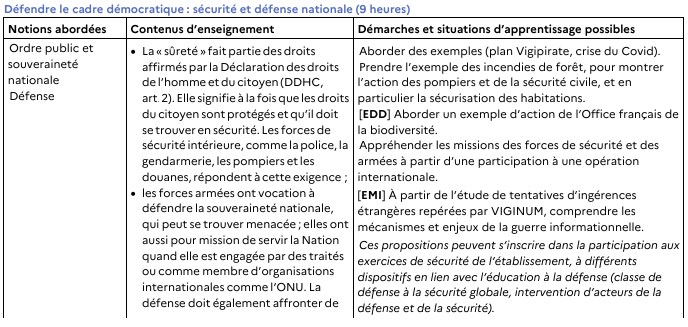 Défendre le cadre démocratique : sécurité et défense nationale (9 heures)
Notions abordées
Contenus d'enseignement
Démarches et situations d'apprentissage possibles
Ordre public et
souveraineté
nationale
Défense
• La « sûreté » fait partie des droits
affirmés par la Déclaration des droits
de l'homme et du citoyen (DDHC,
art. 2). Elle signifie à la fois que les droits
du citoyen sont protégés et qu'il doit
se trouver en sécurité. Les forces de
sécurité intérieure, comme la police, la
gendarmerie, les pompiers et les
douanes, répondent à cette exigence ;
• les forces armées ont vocation à
défendre la souveraineté nationale,
qui peut se trouver menacée ; elles ont
aussi pour mission de servir la Nation
quand elle est engagée par des traités
ou comme membre d'organisations
internationales comme l'ONU. La
défense doit également affronter de
Aborder des exemples (plan Vigipirate, crise du Covid).
Prendre l'exemple des incendies de forêt, pour montrer
l'action des pompiers et de la sécurité civile, et en
particulier la sécurisation des habitations.
[EDD] Aborder un exemple d'action de l'Office français de
la biodiversité.
Appréhender les missions des forces de sécurité et des
armées à partir d'une participation à une opération
internationale.
[EMI] À partir de l'étude de tentatives d'ingérences
étrangères repérées par VIGINUM, comprendre les
mécanismes et enjeux de la guerre informationnelle.
Ces propositions peuvent s'inscrire dans la participation aux
exercices de sécurité de l'établissement, à différents
dispositifs en lien avec l'éducation à la défense (classe de
défense à la sécurité globale, intervention d'acteurs de la
défense et de la sécurité).